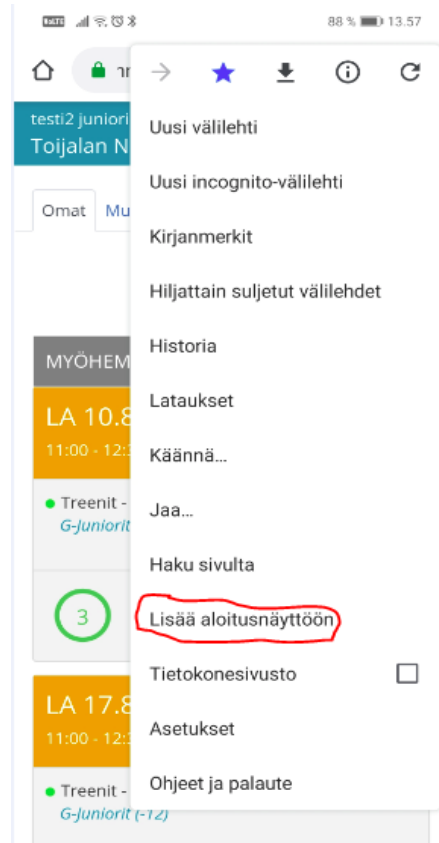 88 % 13.57
testi2 juniori
Toijalan N
Omat Mu
Uusi välilehti
Uusi incognito-välilehti
Kirjanmerkit
Hiljattain suljetut välilehdet
Historia
MYÖHEM
Lataukset
LA 10.8
11:00 - 12:3
Käännä...
Treenit -
G-Juniorit
Jaa...
Haku sivulta
3
Lisää aloitusnäyttöön
Tietokonesivusto
LA 17.8
11:00 - 12:
Asetukset
Treenit -
G-Juniorit (-12)
Ohjeet ja palaute